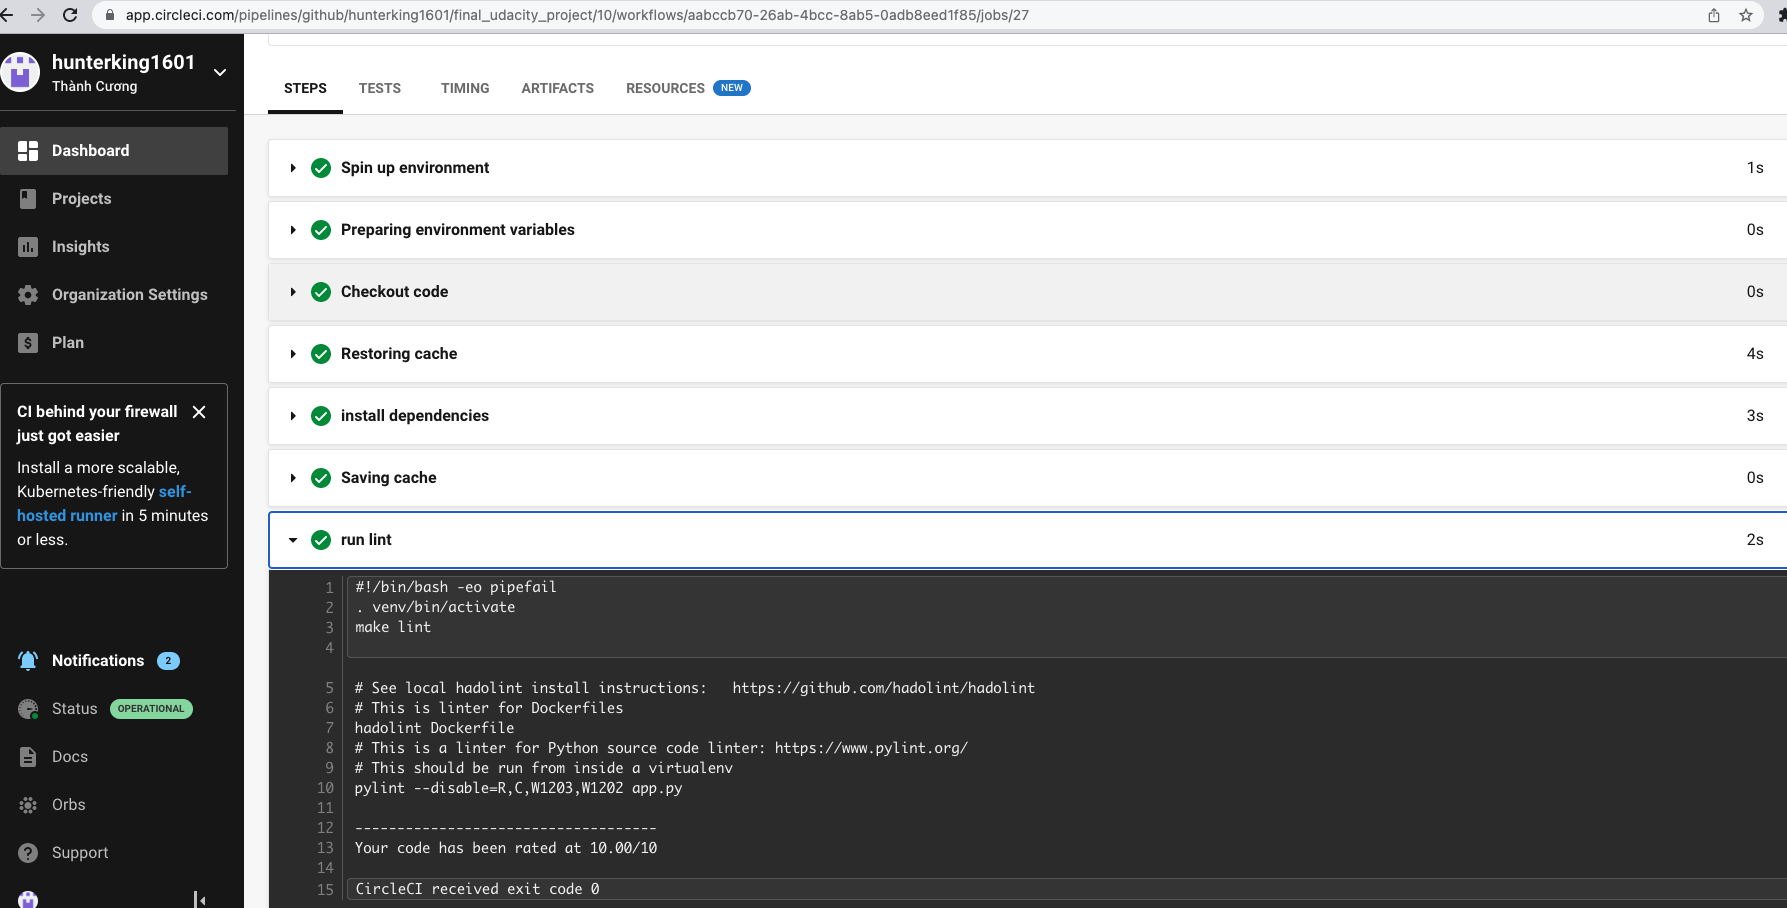 app.circleci.com/pipelines/github/hunterking1601/final_udacity_project/10/workflows/aabccb70-26ab-4bcc-8ab5-0adb8eed1f85/jobs/27
hunterking1601
Thành Cương
Dashboard
Projects
Insights
Organization Settings
Plan
CI behind your firewall
just got easier
Install a more scalable,
Kubernetes-friendly self-
hosted runner in 5 minutes
or less.
Notifications 2
Status OPERATIONAL
Docs
Orbs
Support
STEPS TESTS TIMING ARTIFACTS RESOURCES NEW
Spin up environment 1s
Preparing environment variables 0s
Checkout code 0s
Restoring cache 4s
install dependencies 3s
Saving cache 0s
run lint 2s
1 #!/bin/bash -eo pipefail
2 . venv/bin/activate
3 make lint
4
5 # See local hadolint install instructions:   https://github.com/hadolint/hadolint
6 # This is linter for Dockerfiles
7 hadolint Dockerfile
8 # This is a linter for Python source code linter: https://www.pylint.org/
9 # This should be run from inside a virtualenv
10 pylint --disable=R,C,W1203,W1202 app.py
11
12 ------------------------------------
13 Your code has been rated at 10.00/10
14
15 CircleCI received exit code 0